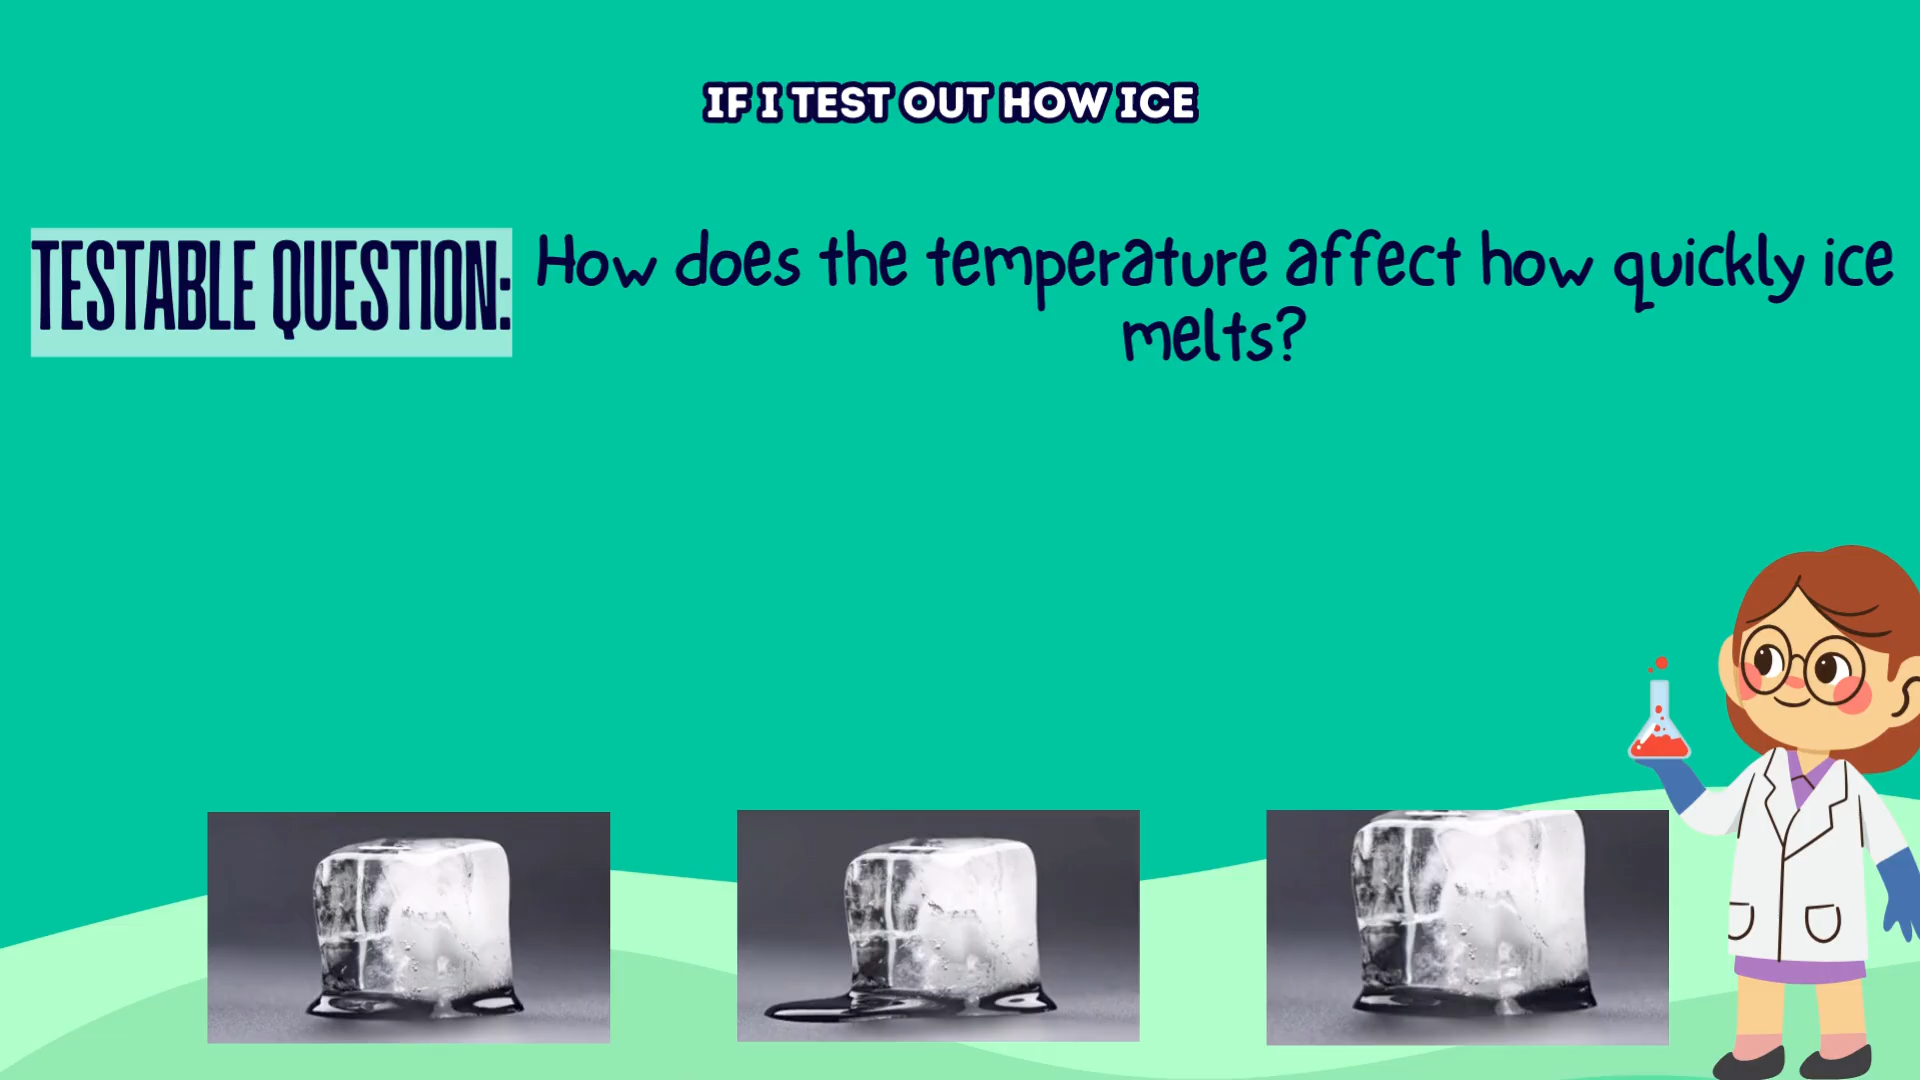 IF I TEST OUT HOW ICE
TESTABLE QUESTION:
How does the temperature affect how quickly ice
melts?